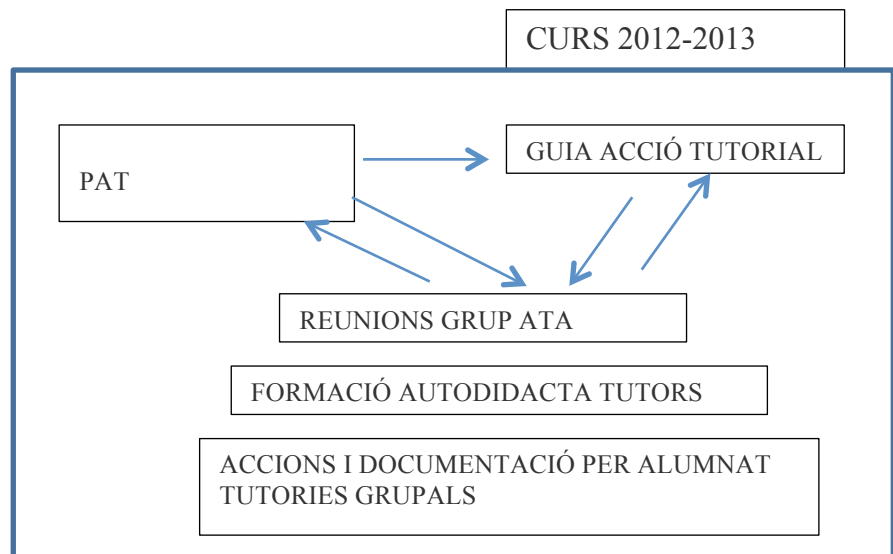 CURS 2012-2013
PAT
GUIA ACCIÓ TUTORIAL
REUNIONS GRUP ATA
FORMACIÓ AUTODIDACTA TUTORS
ACCIONS I DOCUMENTACIÓ PER ALUMNAT
TUTORIES GRUPALS